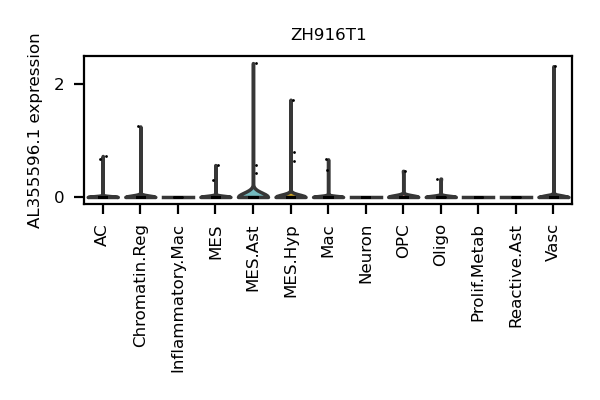 ZH916T1
AL355596.1 expression
2
0
AC
Chromatin.Reg
Inflammatory.Mac
MES
MES.Ast
MES.Hyp
Mac
Neuron
OPC
Oligo
Prolif.Metab
Reactive.Ast
Vasc